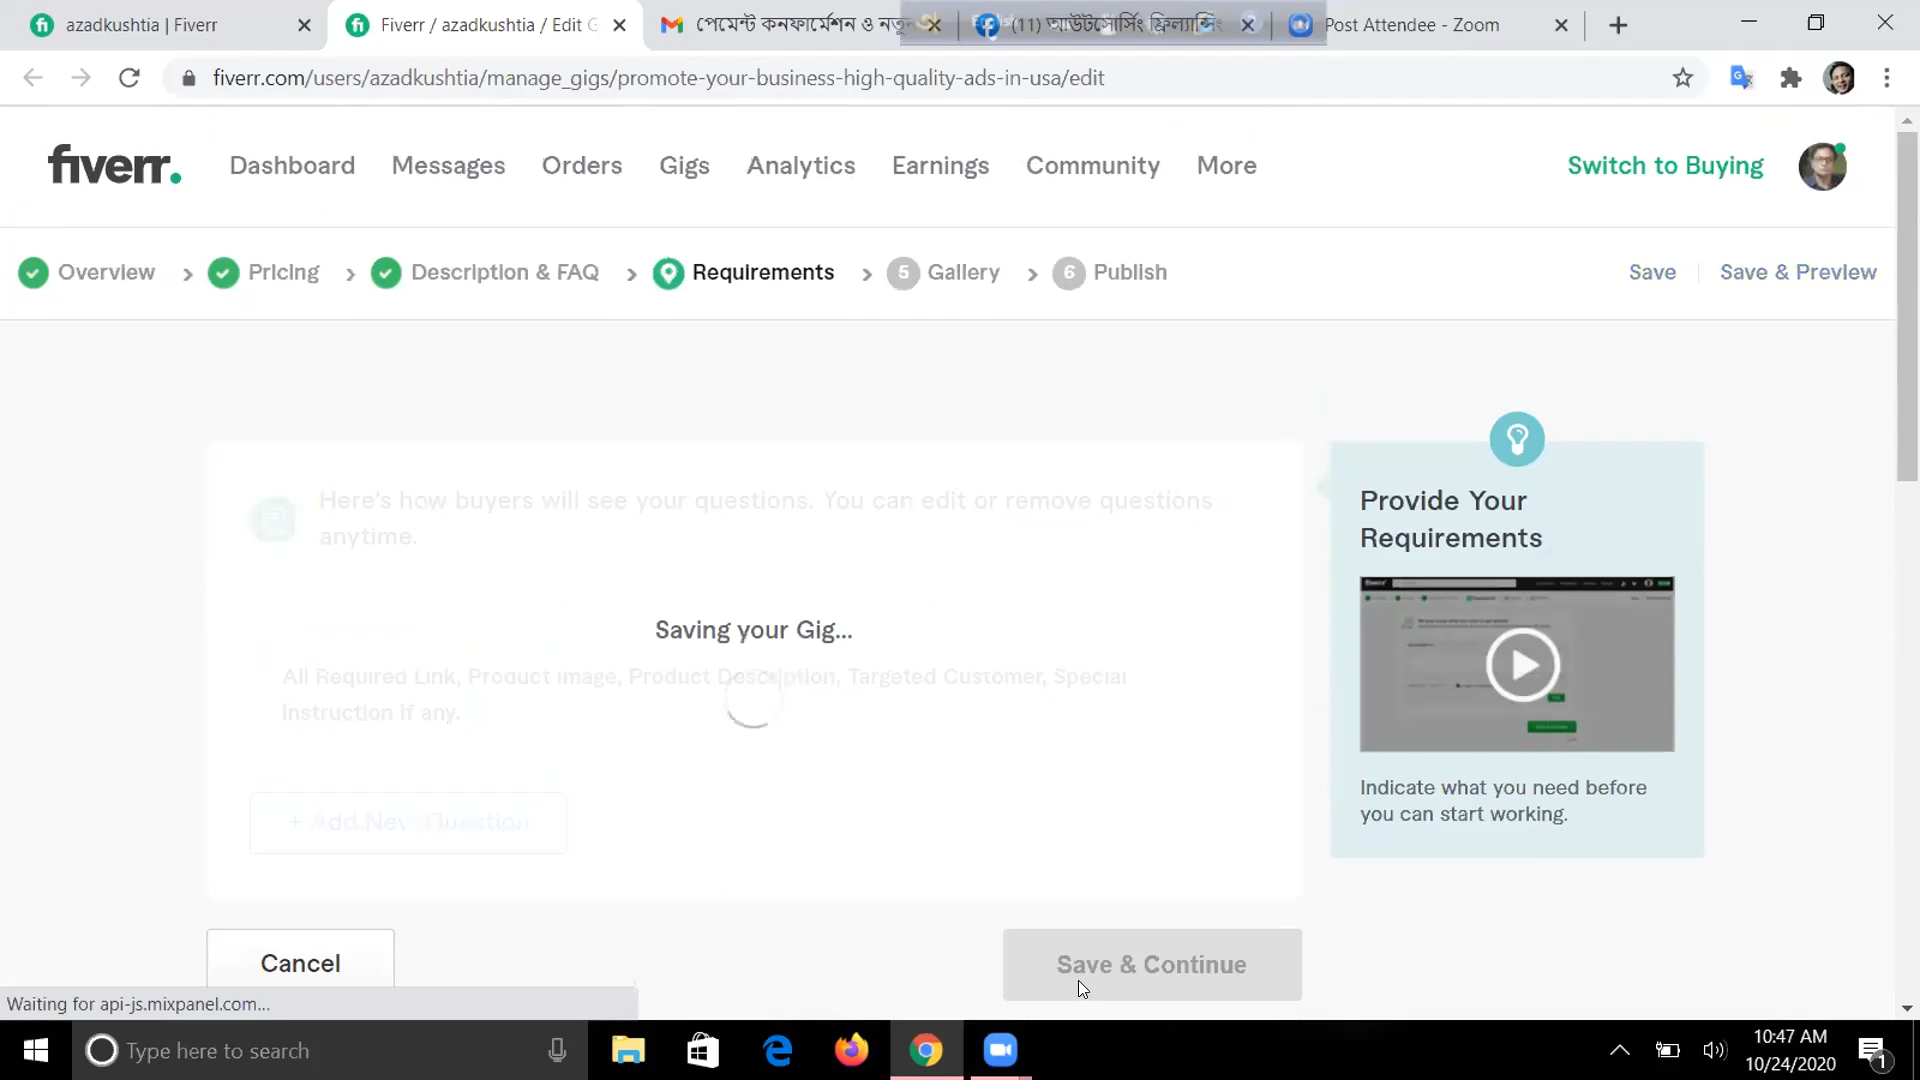 azadkushtia | Fiverr
Fiverr / azadkushtia / Edit G
পেমেন্ট কনফার্মেশন ও নতু
(11) আউটসোর্সিং ফ্রিল্যান্সিং
Post Attendee - Zoom
fiverr.com/users/azadkushtia/manage_gigs/promote-your-business-high-quality-ads-in-usa/edit
fiverr.
Dashboard
Messages
Orders
Gigs
Analytics
Earnings
Community
More
Switch to Buying
Overview
Pricing
Description & FAQ
Requirements
5 Gallery
6 Publish
Save
Save & Preview
Here's how buyers will see your questions. You can edit or remove questions
anytime.
Saving your Gig...
All Required Link, Product Image, Product Description, Targeted Customer, Special
Instruction If any.
+ Add New Question
Provide Your
Requirements
Indicate what you need before
you can start working.
Cancel
Save & Continue
Waiting for api-js.mixpanel.com...
Type here to search
10:47 AM
10/24/2020
1